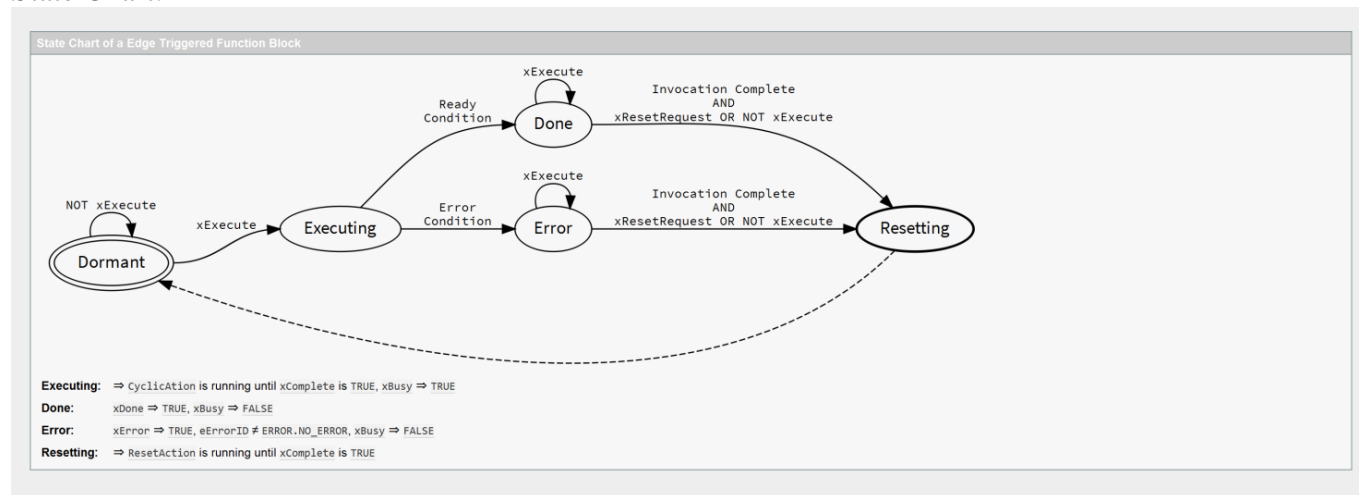 State Chart of a Edge Triggered Function Block
xExecute
Invocation Complete
AND
xResetRequest OR NOT xExecute
Ready
Condition
Done
xExecute
Invocation Complete
AND
xResetRequest OR NOT xExecute
NOT xExecute
xExecute
Executing
Error
Condition
Error
Resetting
Dormant
Executing: ⇒ CyclicAtion is running until xComplete is TRUE, xBusy ⇒ TRUE
Done: xDone ⇒ TRUE, xBusy ⇒ FALSE
Error: xError ⇒ TRUE, eErrorID ≠ ERROR.NO_ERROR, xBusy ⇒ FALSE
Resetting: ⇒ ResetAction is running until xComplete is TRUE